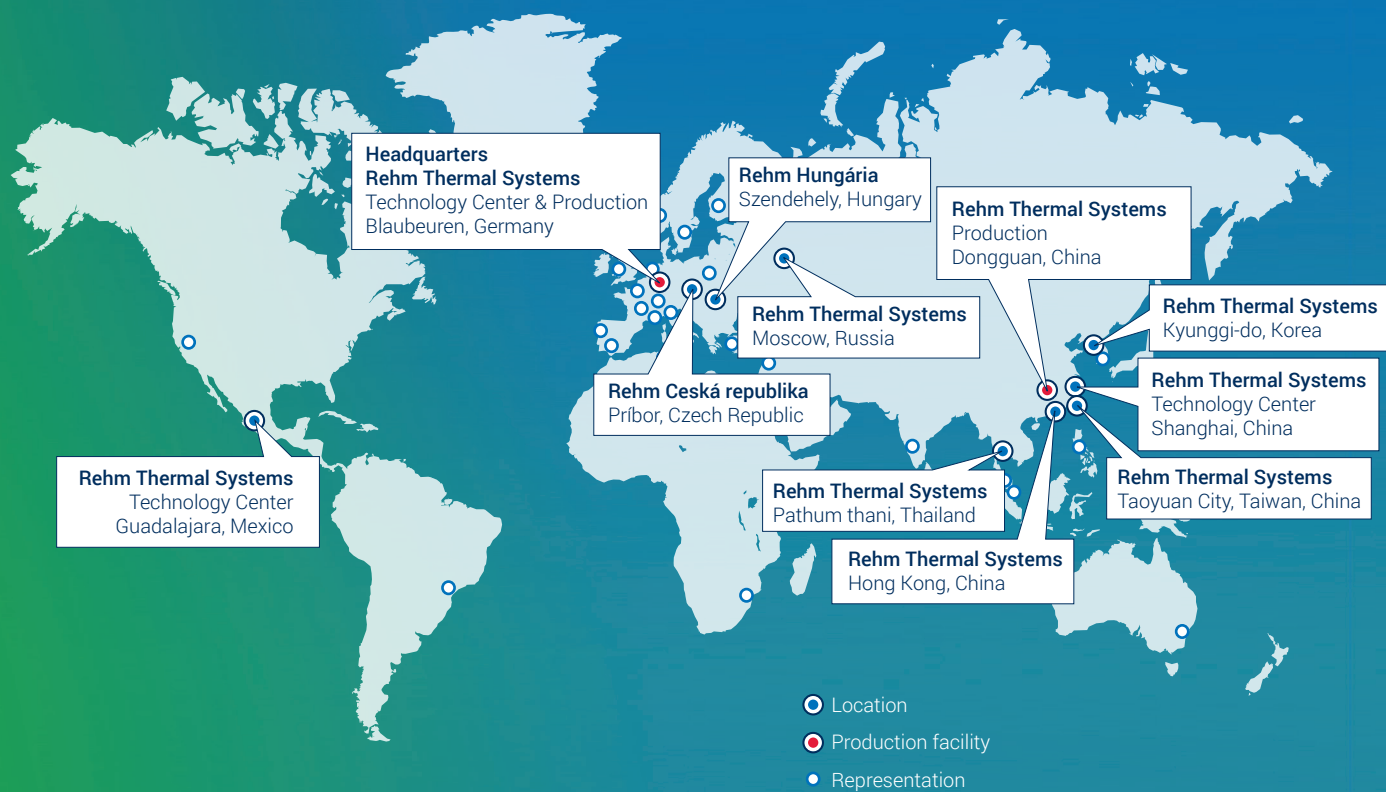 Headquarters
Rehm Thermal Systems
Technology Center & Production
Blaubeuren, Germany
Rehm Hungária
Szendehely, Hungary
Rehm Thermal Systems
Production
Dongguan, China
Rehm Thermal Systems
Moscow, Russia
Rehm Thermal Systems
Kyunggi-do, Korea
Rehm Ceská republika
Príbor, Czech Republic
Rehm Thermal Systems
Technology Center
Shanghai, China
Rehm Thermal Systems
Technology Center
Guadalajara, Mexico
Rehm Thermal Systems
Pathum thani, Thailand
Rehm Thermal Systems
Taoyuan City, Taiwan, China
Rehm Thermal Systems
Hong Kong, China
Location
Production facility
Representation